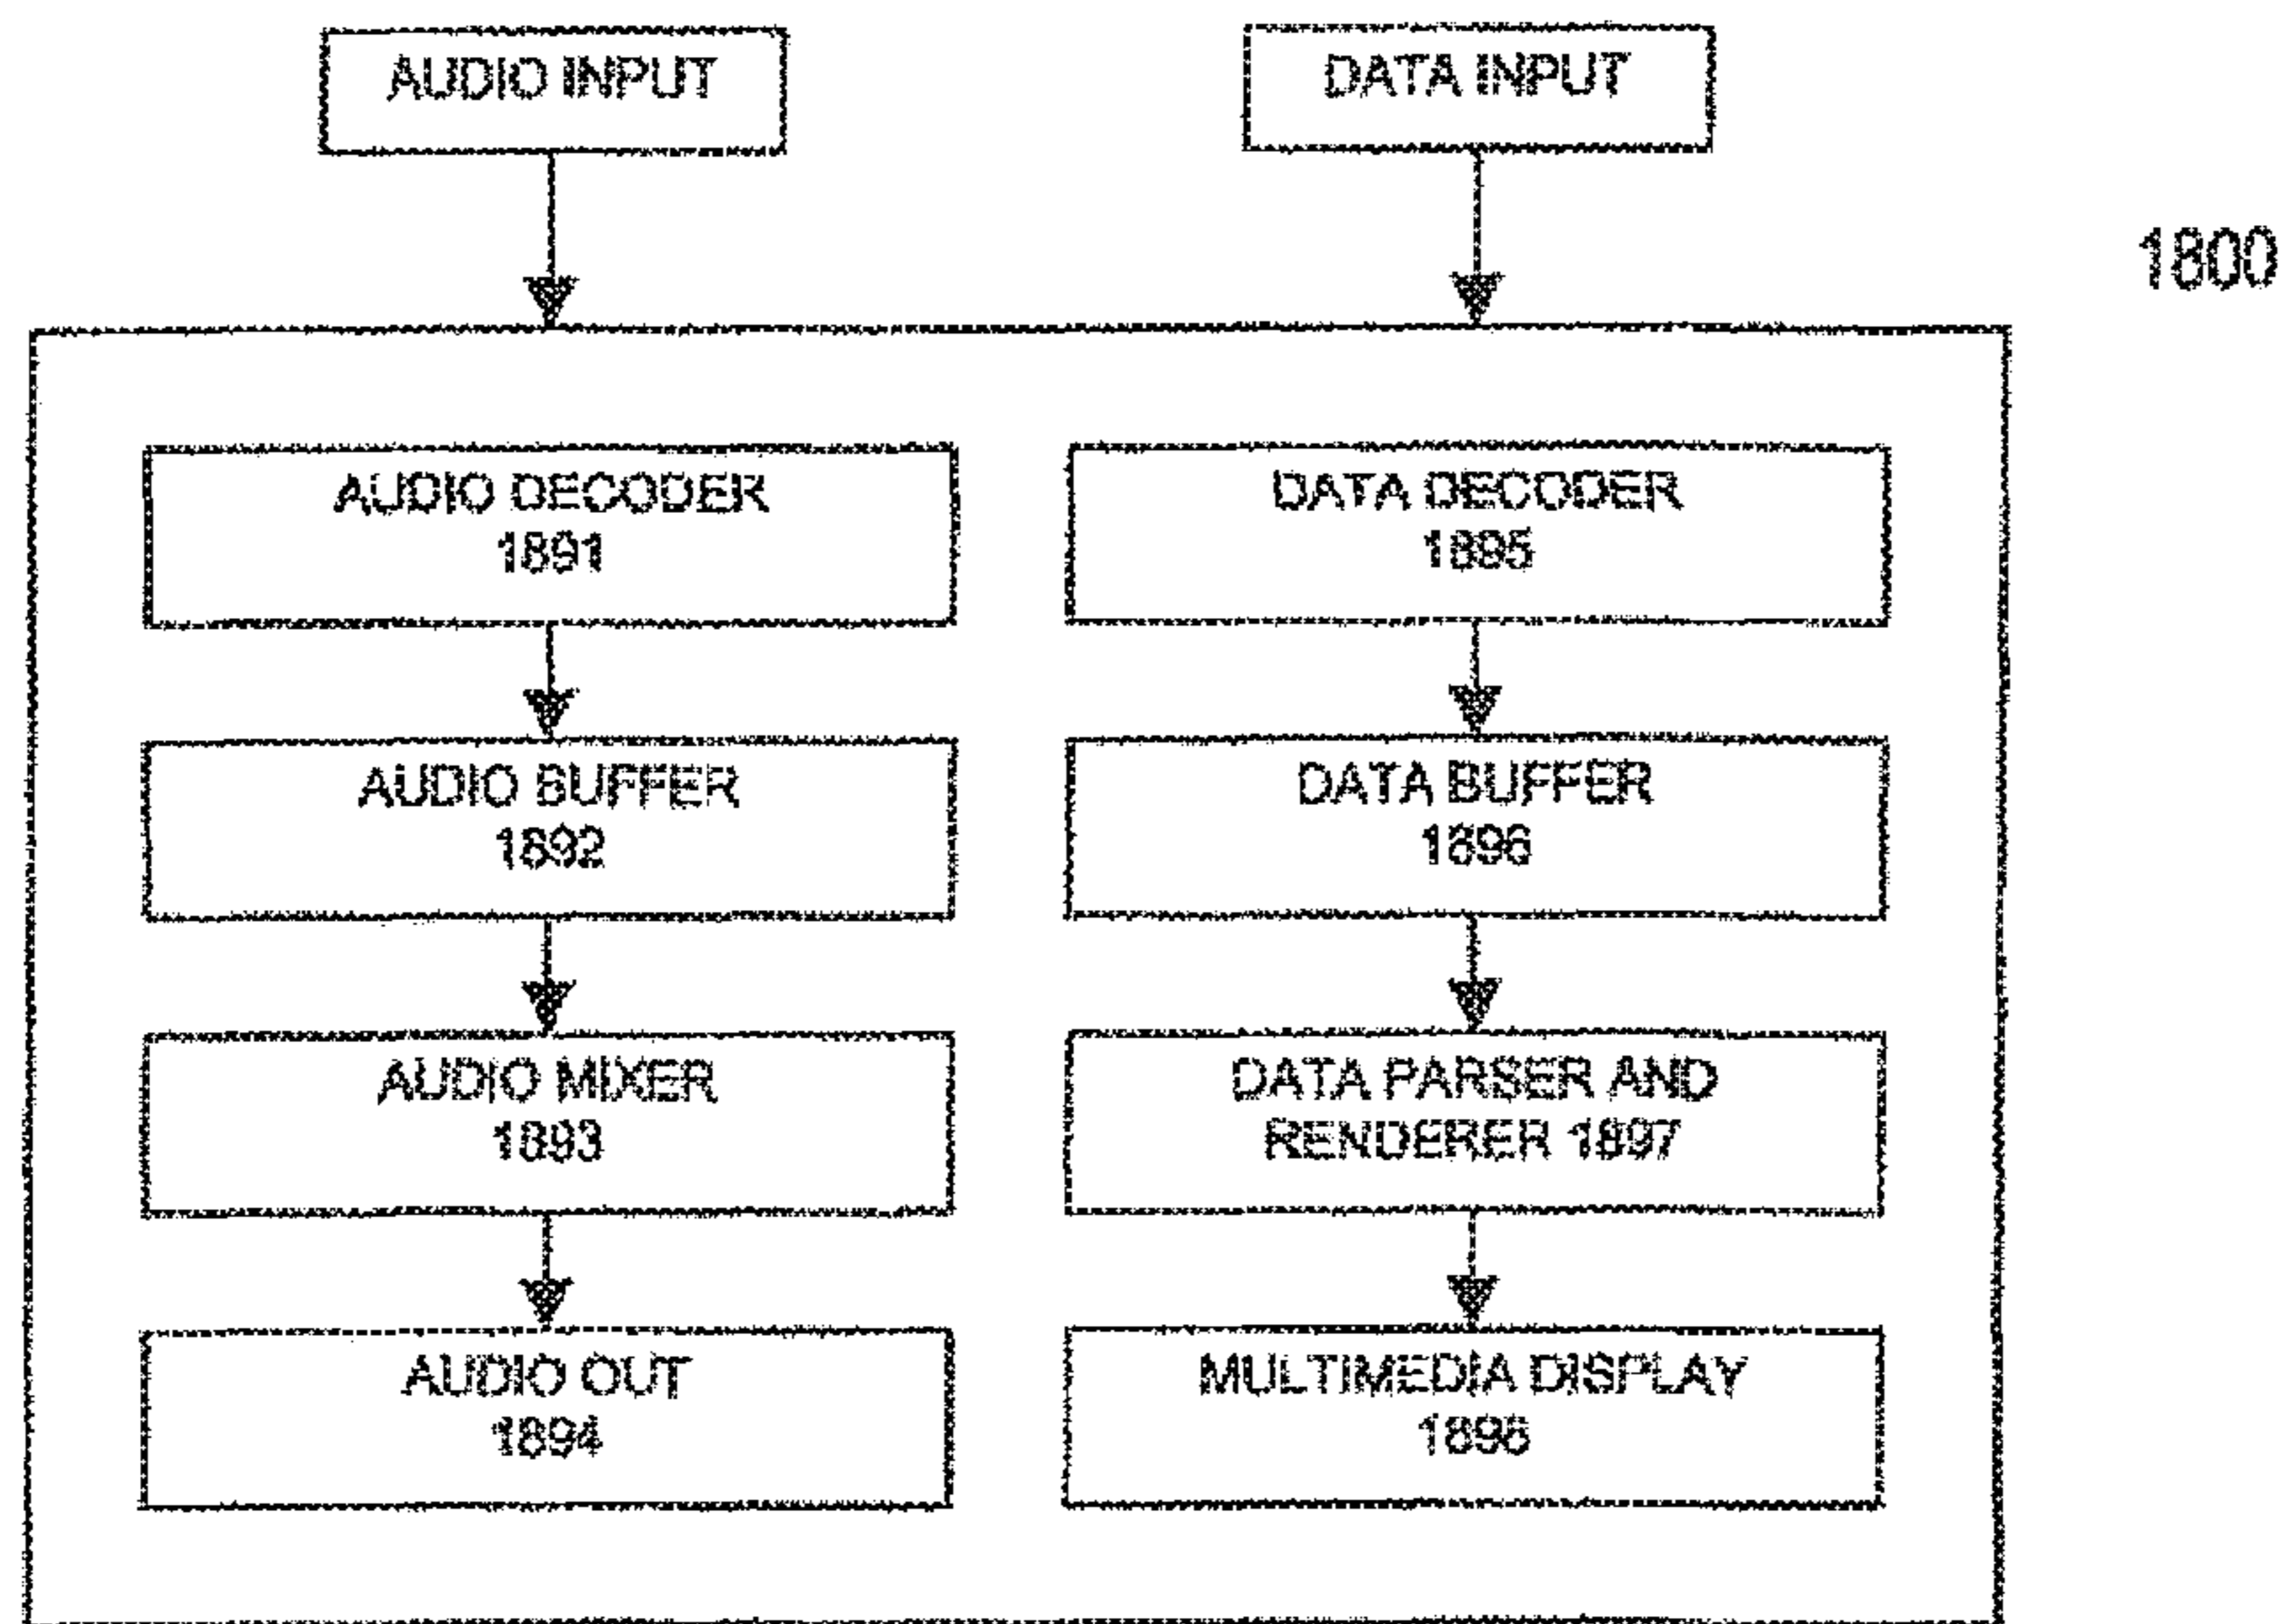 AUDIO INPUT
DATA INPUT
1800
AUDIO DECODER
1891
AUDIO BUFFER
1892
AUDIO MIXER
1893
AUDIO OUT
1894
DATA DECODER
1895
DATA BUFFER
1896
DATA PARSER AND
RENDERER 1897
MULTIMEDIA DISPLAY
1898